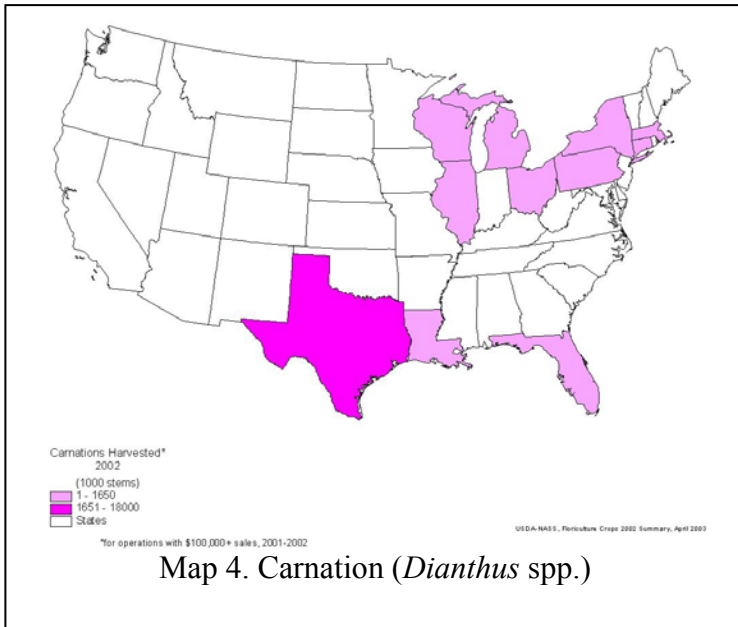 Carnations Harvested*
2002
(1000 stems)
1 - 1650
1651 - 18000
States
USDA-NASS, Floriculture Crops 2002 Summary, April 2003
*for operations with $100,000+ sales, 2001-2002
Map 4. Carnation (Dianthus spp.)